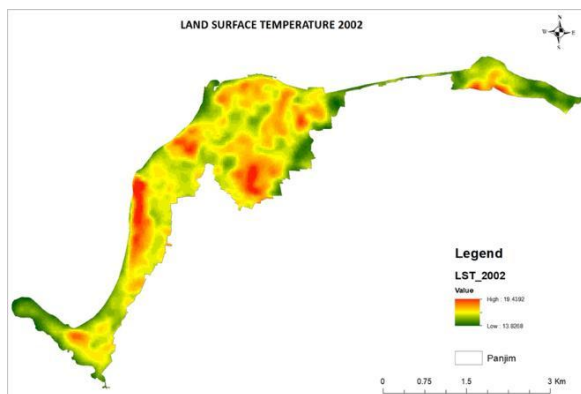 LAND SURFACE TEMPERATURE 2002
N
W E
S
Legend
LST_2002
Value
High : 19.4392
Low : 13.8268
Panjim
0 0.75 1.5 3 Km